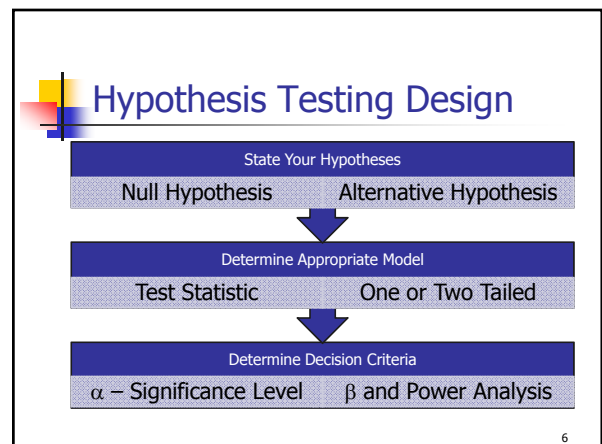 Hypothesis Testing Design
State Your Hypotheses
Null Hypothesis Alternative Hypothesis
Determine Appropriate Model
Test Statistic One or Two Tailed
Determine Decision Criteria
α – Significance Level β and Power Analysis
6